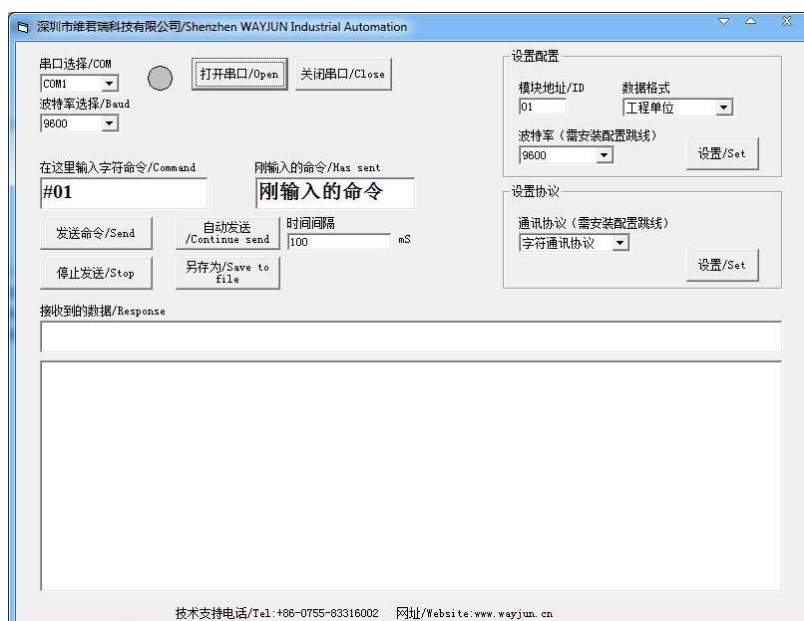 深圳市维君瑞科技有限公司/Shenzhen WAYJUN Industrial Automation
串口选择/COM
COM1
打开串口/Open
关闭串口/Close
波特率选择/Baud
9600
设置配置
模块地址/ID
数据格式
01
工程单位
波特率（需安装配置跳线）
9600
设置/Set
在这里输入字符命令/Command
刚输入的命令/Has sent
#01
刚输入的命令
设置协议
通讯协议（需安装配置跳线）
字符通讯协议
设置/Set
发送命令/Send
自动发送
/Continue send
时间间隔
100
mS
停止发送/Stop
另存为/Save to
file
接收到的数据/Response
技术支持电话/Tel:+86-0755-83316002 网址/Website:www.wayjun.cn